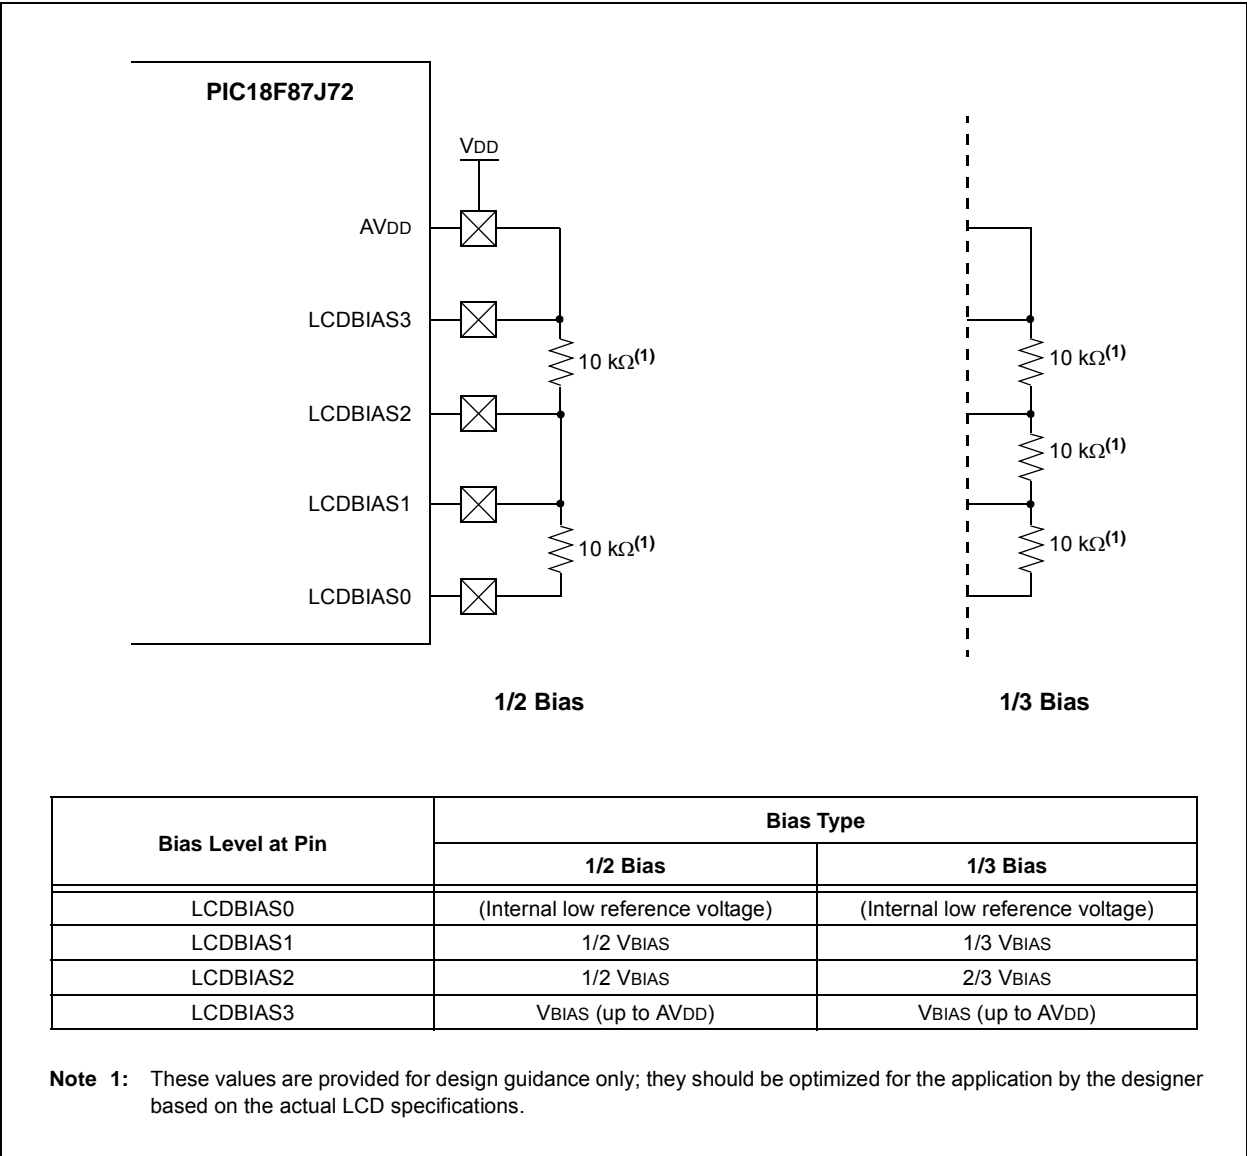 PIC18F87J72
VDD
AVDD
LCDBIAS3
10 kΩ(1)
10 kΩ(1)
LCDBIAS2
10 kΩ(1)
LCDBIAS1
10 kΩ(1)
10 kΩ(1)
LCDBIAS0
1/2 Bias
1/3 Bias
Bias Level at Pin
Bias Type
1/2 Bias
1/3 Bias
LCDBIAS0
(Internal low reference voltage)
(Internal low reference voltage)
LCDBIAS1
1/2 VBIAS
1/3 VBIAS
LCDBIAS2
1/2 VBIAS
2/3 VBIAS
LCDBIAS3
VBIAS (up to AVDD)
VBIAS (up to AVDD)
Note 1: These values are provided for design guidance only; they should be optimized for the application by the designer
based on the actual LCD specifications.